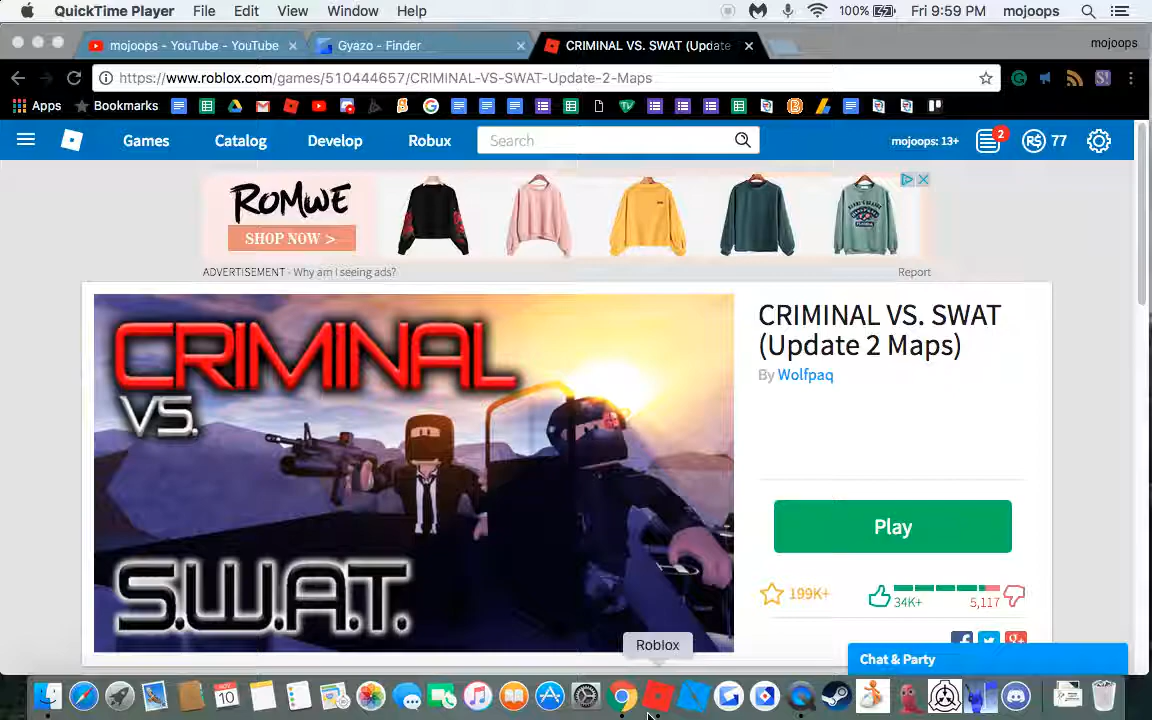 QuickTime Player File Edit View Window Help 100% Fri 9:59 PM mojoops
mojoops - YouTube - YouTube Gyazo - Finder CRIMINAL VS. SWAT (Update mojoops
https://www.roblox.com/games/510444657/CRIMINAL-VS-SWAT-Update-2-Maps
Apps Bookmarks
Games Catalog Develop Robux Search mojoops: 13+ 2 R$ 77
ROMWE
SHOP NOW >
ADVERTISEMENT - Why am I seeing ads? Report
CRIMINAL
VS.
S.W.A.T.
CRIMINAL VS. SWAT
(Update 2 Maps)
By Wolfpaq
Play
199K+ 34K+ 5,117
Roblox
Chat & Party
NOV
10